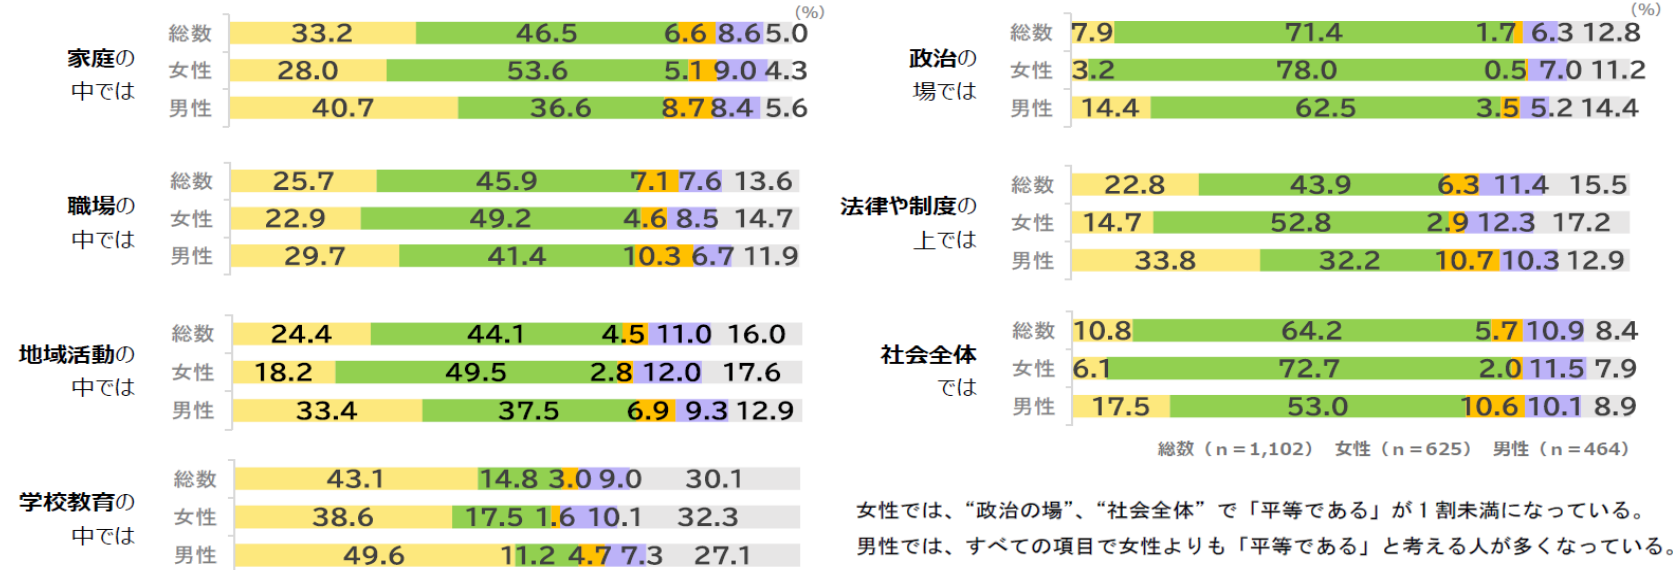 (%)
家庭の
中では
総数 33.2 46.5 6.6 8.6 5.0
女性 28.0 53.6 5.1 9.0 4.3
男性 40.7 36.6 8.7 8.4 5.6
職場の
中では
総数 25.7 45.9 7.1 7.6 13.6
女性 22.9 49.2 4.6 8.5 14.7
男性 29.7 41.4 10.3 6.7 11.9
地域活動の
中では
総数 24.4 44.1 4.5 11.0 16.0
女性 18.2 49.5 2.8 12.0 17.6
男性 33.4 37.5 6.9 9.3 12.9
学校教育の
中では
総数 43.1 14.8 3.0 9.0 30.1
女性 38.6 17.5 1.6 10.1 32.3
男性 49.6 11.2 4.7 7.3 27.1
(%)
政治の
場では
総数 7.9 71.4 1.7 6.3 12.8
女性 3.2 78.0 0.5 7.0 11.2
男性 14.4 62.5 3.5 5.2 14.4
法律や制度の
上では
総数 22.8 43.9 6.3 11.4 15.5
女性 14.7 52.8 2.9 12.3 17.2
男性 33.8 32.2 10.7 10.3 12.9
社会全体
では
総数 10.8 64.2 5.7 10.9 8.4
女性 6.1 72.7 2.0 11.5 7.9
男性 17.5 53.0 10.6 10.1 8.9
総数（ｎ＝1,102） 女性（ｎ＝625） 男性（ｎ＝464）
女性では、“政治の場”、“社会全体” で「平等である」が１割未満になっている。
男性では、すべての項目で女性よりも「平等である」と考える人が多くなっている。